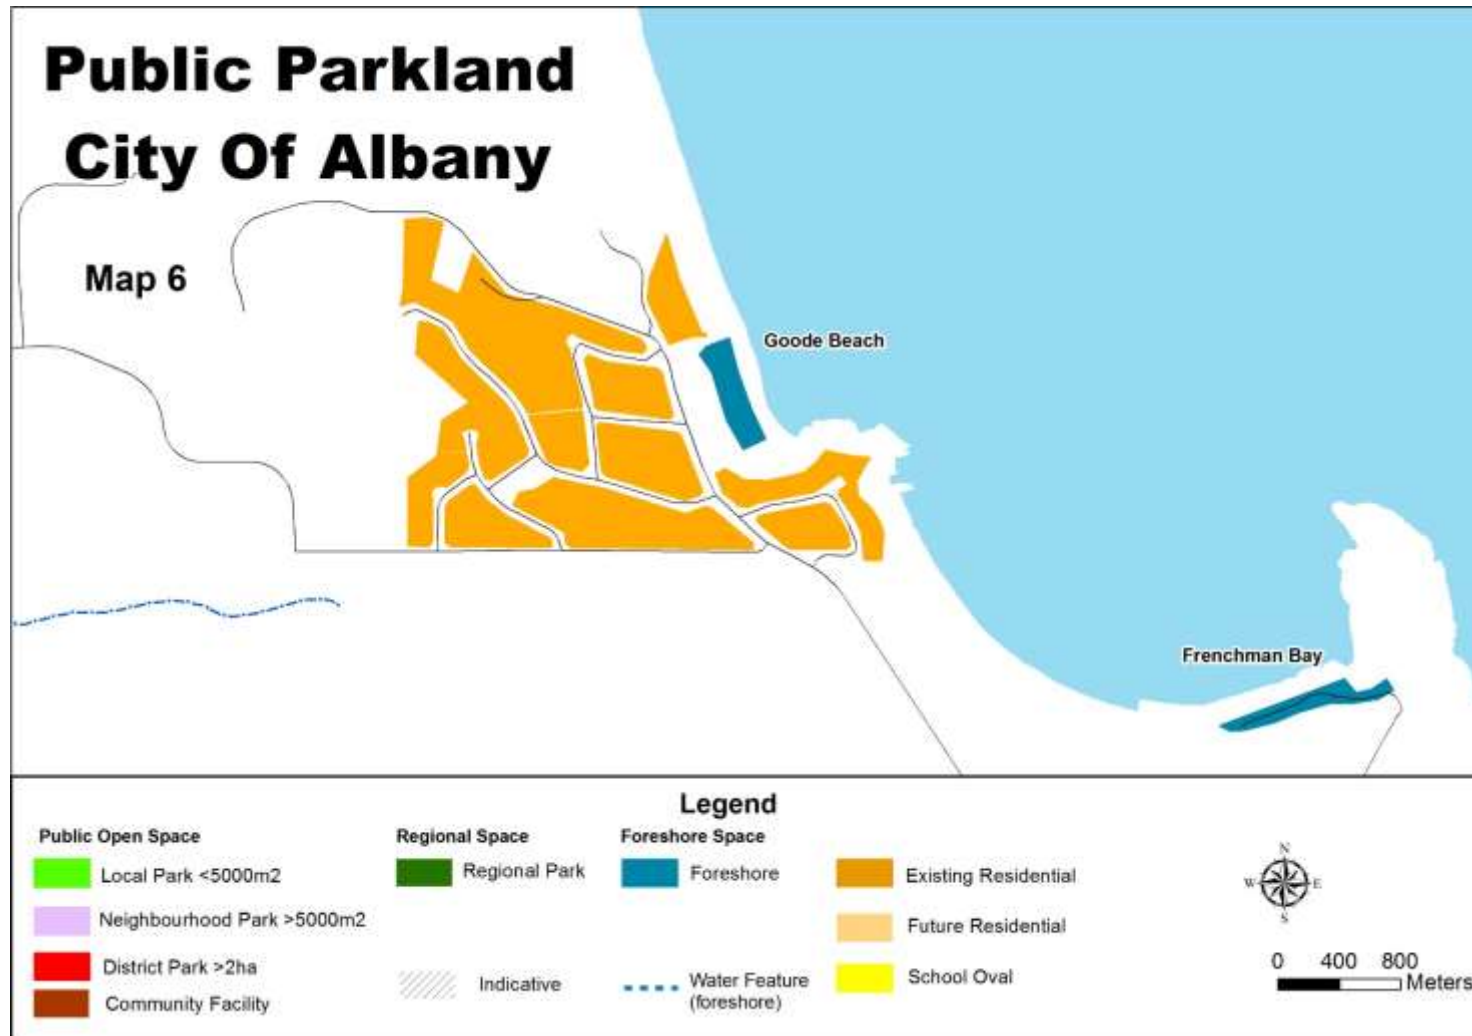 Public Parkland
City Of Albany
Map 6
Goode Beach
Frenchman Bay
Legend
Public Open Space
Local Park <5000m2
Neighbourhood Park >5000m2
District Park >2ha
Community Facility
Regional Space
Regional Park
Indicative
Foreshore Space
Foreshore
Water Feature
(foreshore)
Existing Residential
Future Residential
School Oval
N
W E
S
0 400 800
Meters